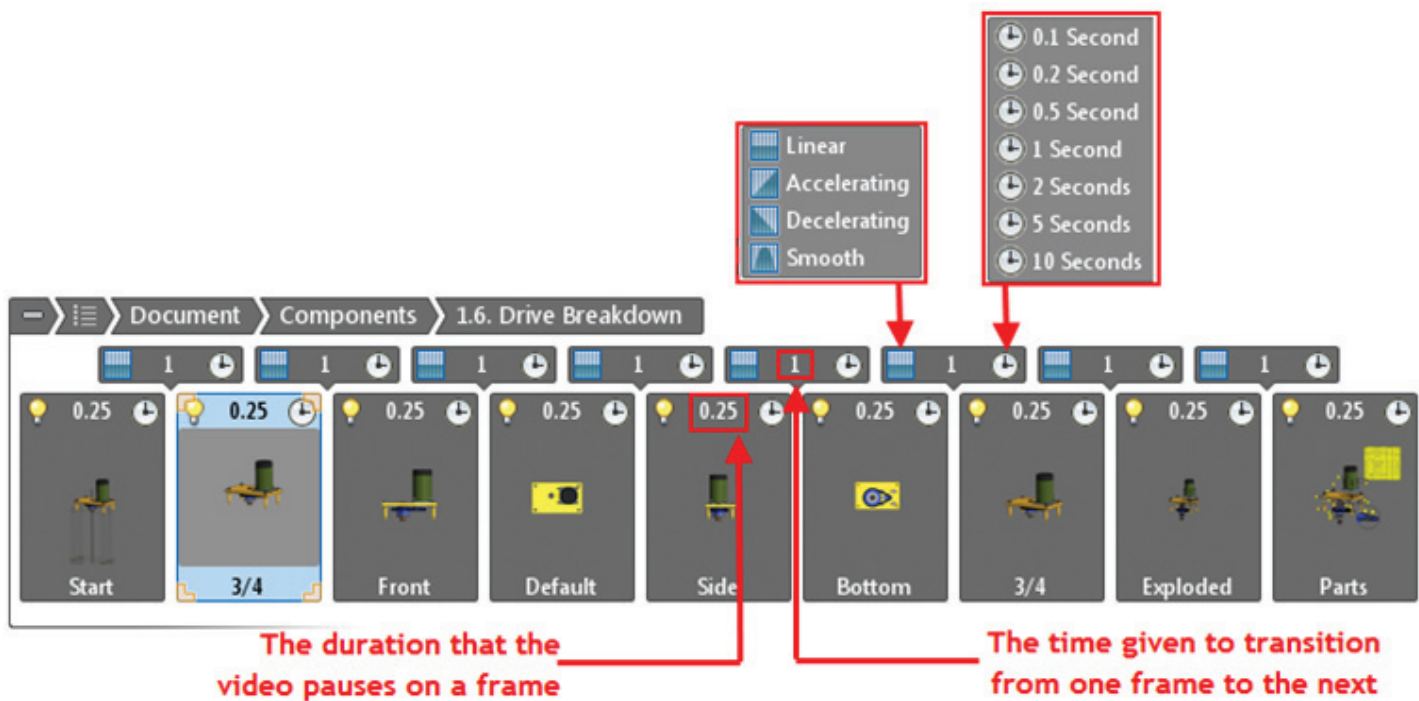 0.1 Second
0.2 Second
0.5 Second
1 Second
2 Seconds
5 Seconds
10 Seconds
Linear
Accelerating
Decelerating
Smooth
Document Components 1.6. Drive Breakdown
1 1 1 1 1 1 1 1
0.25 0.25 0.25 0.25 0.25 0.25 0.25 0.25 0.25
Start 3/4 Front Default Side Bottom 3/4 Exploded Parts
The duration that the
video pauses on a frame
The time given to transition
from one frame to the next